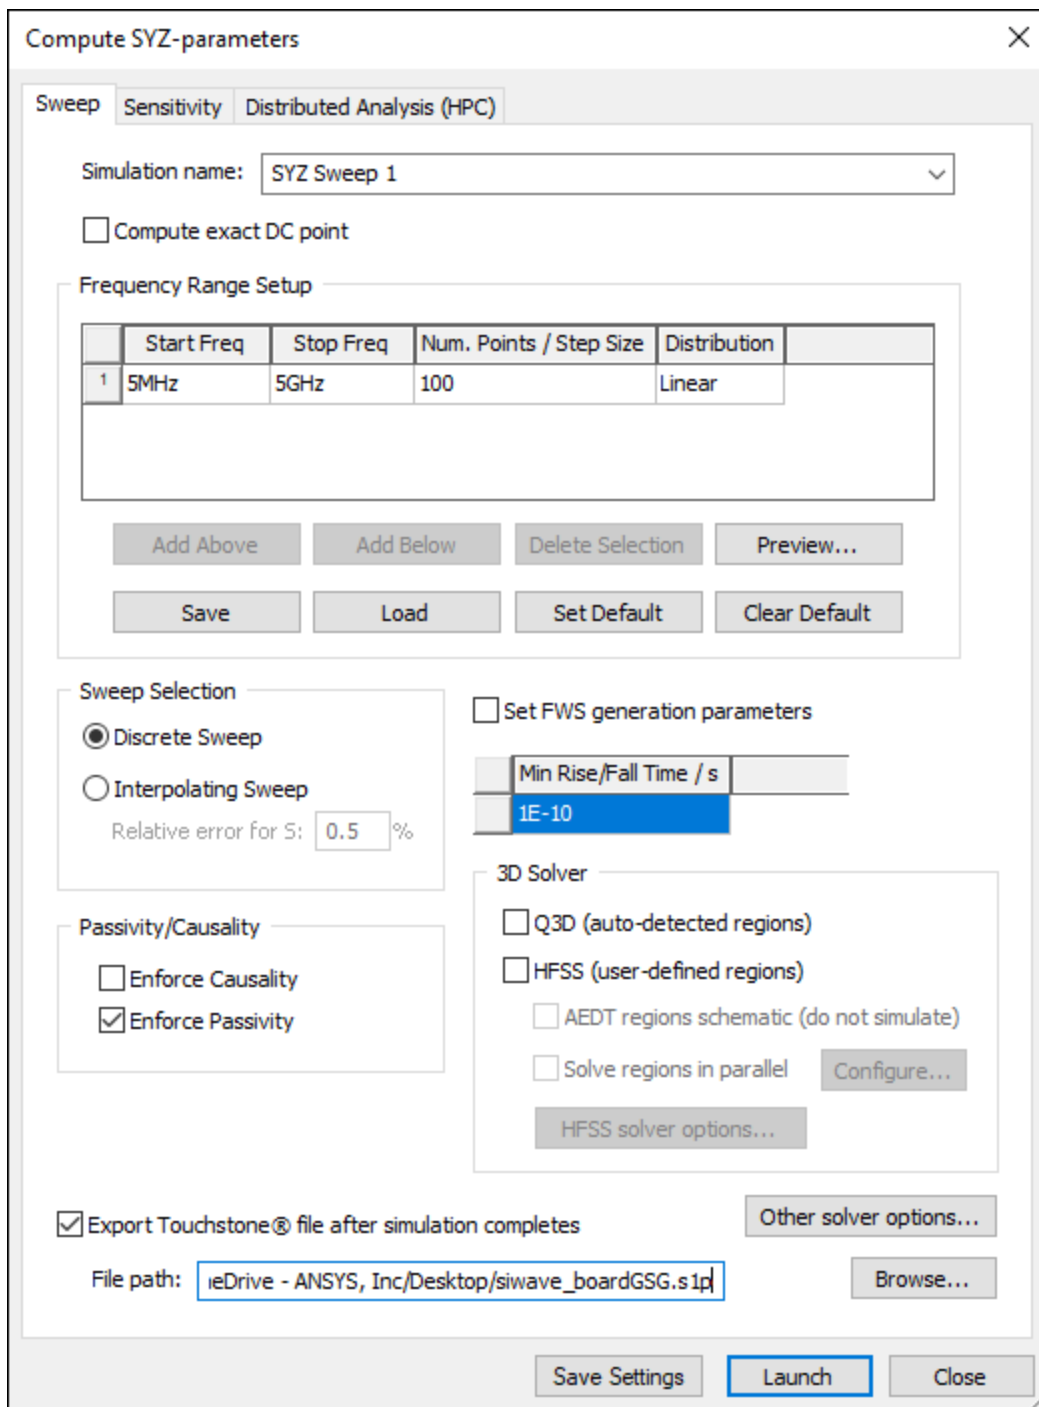 Compute SYZ-parameters
Sweep Sensitivity Distributed Analysis (HPC)
Simulation name: SYZ Sweep 1
Compute exact DC point
Frequency Range Setup
Start Freq Stop Freq Num. Points / Step Size Distribution
1 5MHz 5GHz 100 Linear
Add Above Add Below Delete Selection Preview...
Save Load Set Default Clear Default
Sweep Selection
Discrete Sweep
Interpolating Sweep
Relative error for S: 0.5 %
Set FWS generation parameters
Min Rise/Fall Time / s
1E-10
Passivity/Causality
Enforce Causality
Enforce Passivity
3D Solver
Q3D (auto-detected regions)
HFSS (user-defined regions)
AEDT regions schematic (do not simulate)
Solve regions in parallel Configure...
HFSS solver options...
Export Touchstone® file after simulation completes Other solver options...
File path: eDrive - ANSYS, Inc/Desktop/siwave_boardGSG.s1p Browse...
Save Settings Launch Close